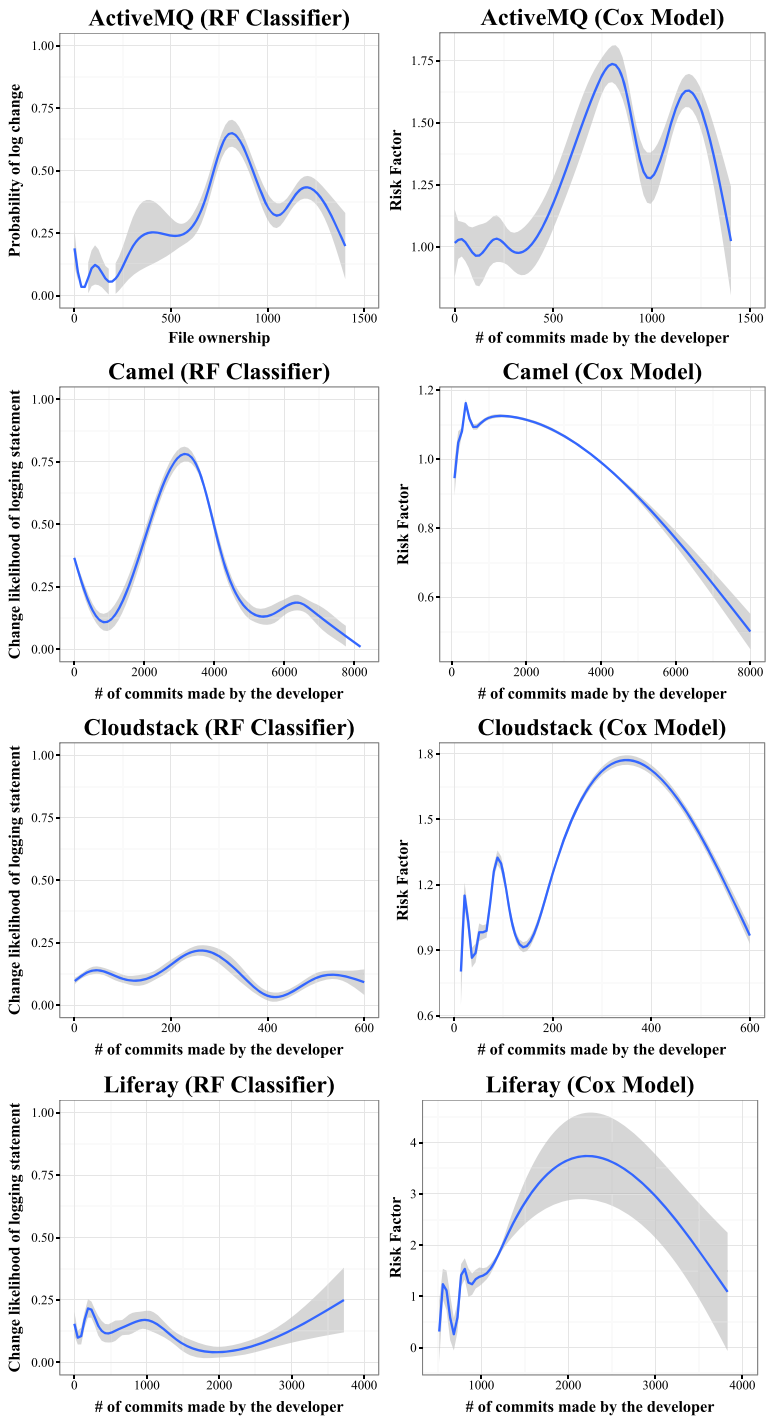 ActiveMQ (RF Classifier)
1.00
0.75
0.50
0.25
0.00
Probability of log change
0 500 1000 1500
File ownership
ActiveMQ (Cox Model)
1.75
1.50
1.25
1.00
Risk Factor
0 500 1000 1500
# of commits made by the developer
Camel (RF Classifier)
1.00
0.75
0.50
0.25
0.00
Change likelihood of logging statement
0 2000 4000 6000 8000
# of commits made by the developer
Camel (Cox Model)
1.2
1.0
0.8
0.6
Risk Factor
0 2000 4000 6000 8000
# of commits made by the developer
Cloudstack (RF Classifier)
1.00
0.75
0.50
0.25
0.00
Change likelihood of logging statement
0 200 400 600
# of commits made by the developer
Cloudstack (Cox Model)
1.8
1.5
1.2
0.9
0.6
Risk Factor
0 200 400 600
# of commits made by the developer
Liferay (RF Classifier)
1.00
0.75
0.50
0.25
0.00
Change likelihood of logging statement
0 1000 2000 3000 4000
# of commits made by the developer
Liferay (Cox Model)
4
3
2
1
0
Risk Factor
1000 2000 3000 4000
# of commits made by the developer